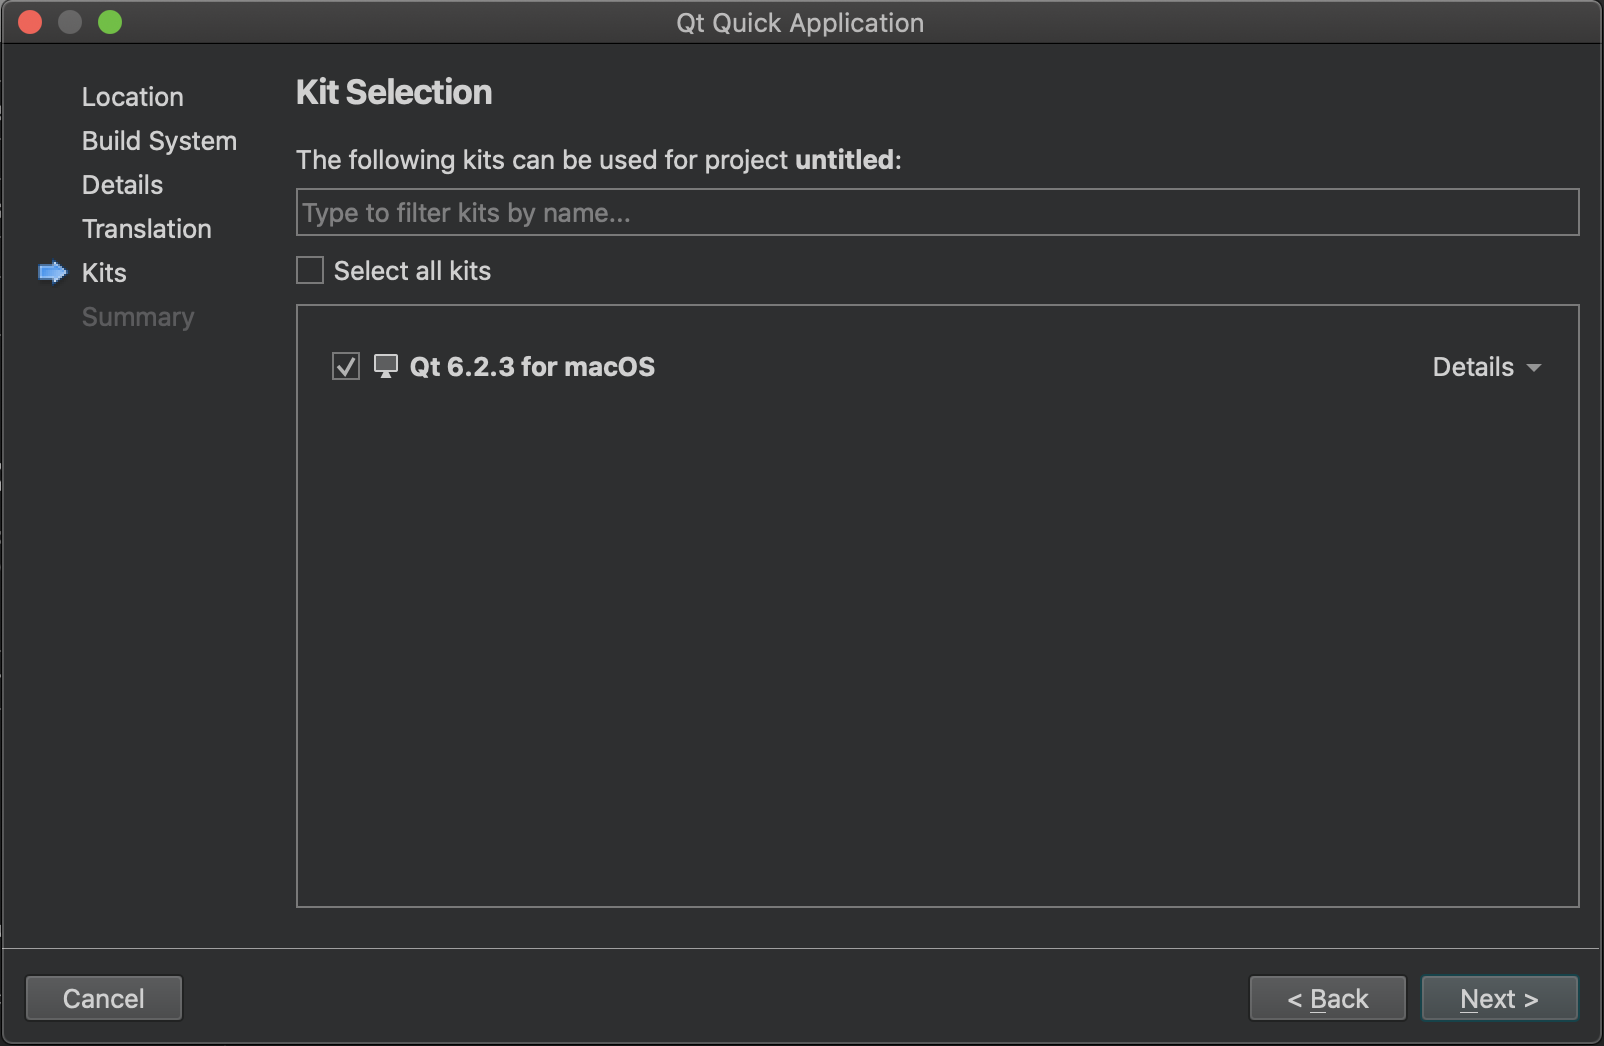 Qt Quick Application
Location
Build System
Details
Translation
Kits
Summary
Kit Selection
The following kits can be used for project untitled:
Type to filter kits by name...
Select all kits
Qt 6.2.3 for macOS
Details
Cancel
< Back
Next >